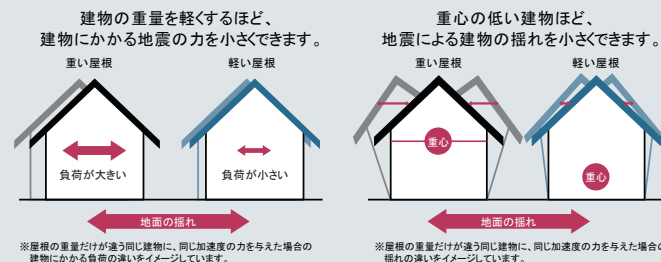 建物の重量を軽くするほど、
建物にかかる地震の力を小さくできます。
重い屋根
軽い屋根
負荷が大きい
負荷が小さい
地面の揺れ
※屋根の重量だけが違う同じ建物に、同じ加速度の力を与えた場合の
建物にかかる負荷の違いをイメージしています。
重心の低い建物ほど、
地震による建物の揺れを小さくできます。
重い屋根
軽い屋根
重心
重心
地面の揺れ
※屋根の重量だけが違う同じ建物に、同じ加速度の力を与えた場合の
揺れの違いをイメージしています。